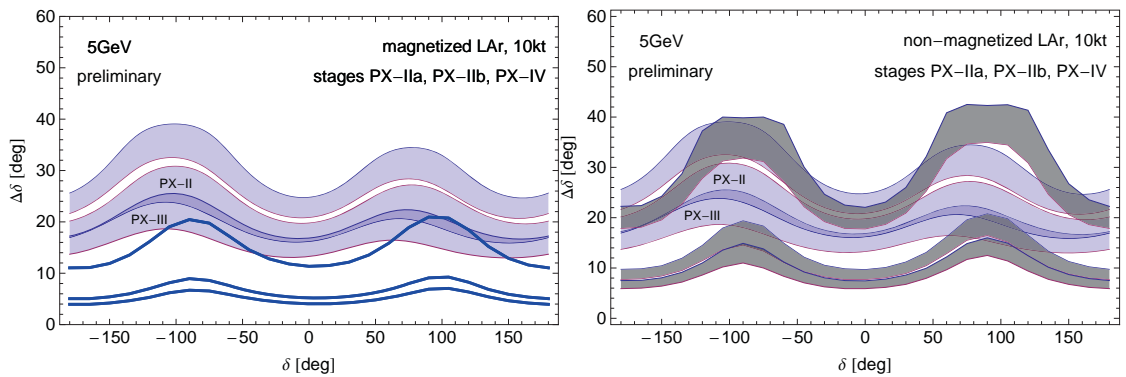 5GeV
magnetized LAr, 10kt
preliminary
stages PX−IIa, PX−IIb, PX−IV
PX−II
PX−III
Δδ [deg]
60
50
40
30
20
10
0
−150 −100 −50 0 50 100 150
δ [deg]
5GeV
non−magnetized LAr, 10kt
preliminary
stages PX−IIa, PX−IIb, PX−IV
PX−II
PX−III
Δδ [deg]
60
50
40
30
20
10
0
−150 −100 −50 0 50 100 150
δ [deg]